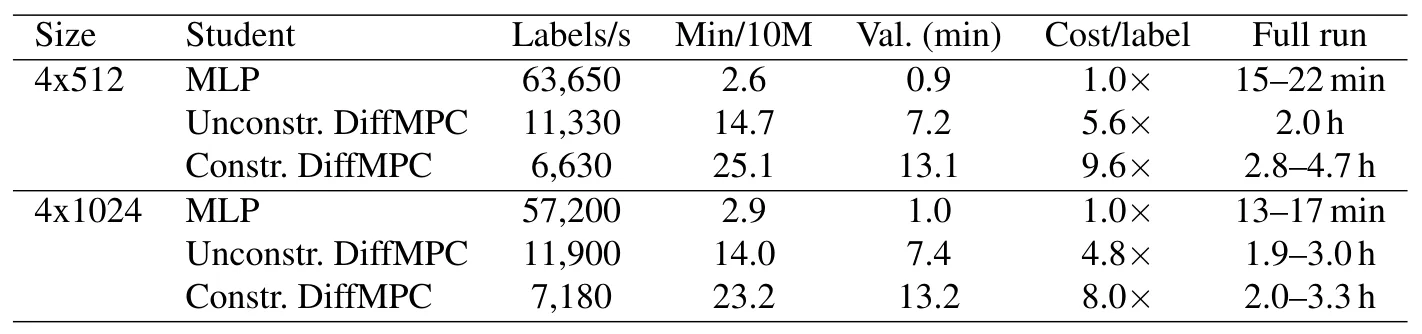 Size Student Labels/s Min/10M Val. (min) Cost/label Full run
4x512 MLP 63,650 2.6 0.9 1.0× 15–22 min
Unconstr. DiffMPC 11,330 14.7 7.2 5.6× 2.0 h
Constr. DiffMPC 6,630 25.1 13.1 9.6× 2.8–4.7 h
4x1024 MLP 57,200 2.9 1.0 1.0× 13–17 min
Unconstr. DiffMPC 11,900 14.0 7.4 4.8× 1.9–3.0 h
Constr. DiffMPC 7,180 23.2 13.2 8.0× 2.0–3.3 h